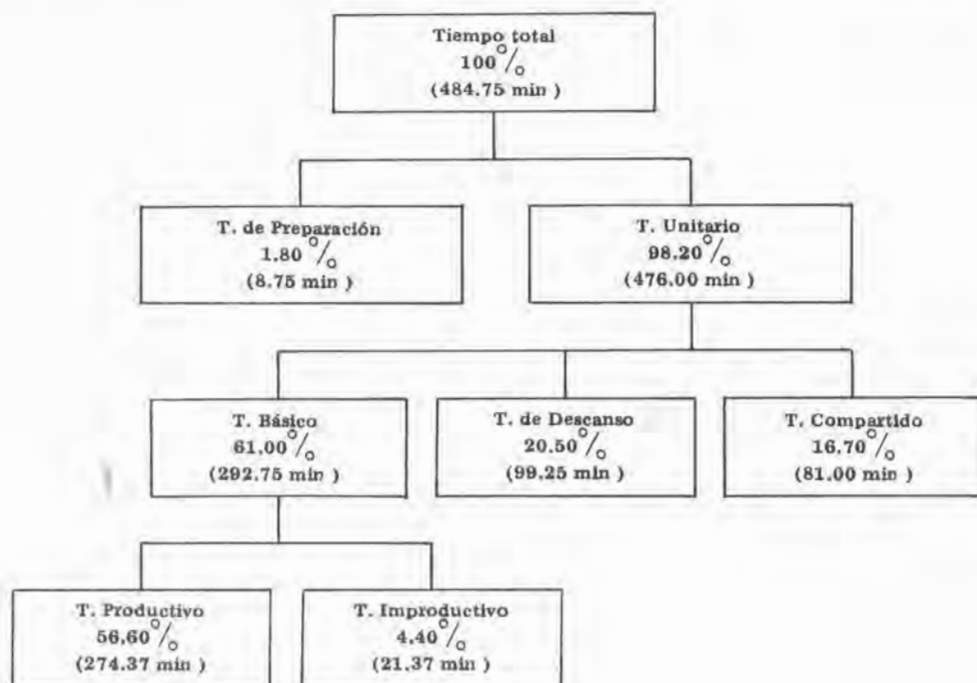 Tiempo total
100 %
(484.75 min )
T. de Preparación
1.80 %
(8.75 min )
T. Unitario
98.20 %
(476.00 min )
T. Básico
61.00 %
(292.75 min )
T. de Descanso
20.50 %
(99.25 min )
T. Compartido
16.70 %
(81.00 min )
T. Productivo
56.60 %
(274.37 min )
T. Improductivo
4.40 %
(21.37 min )